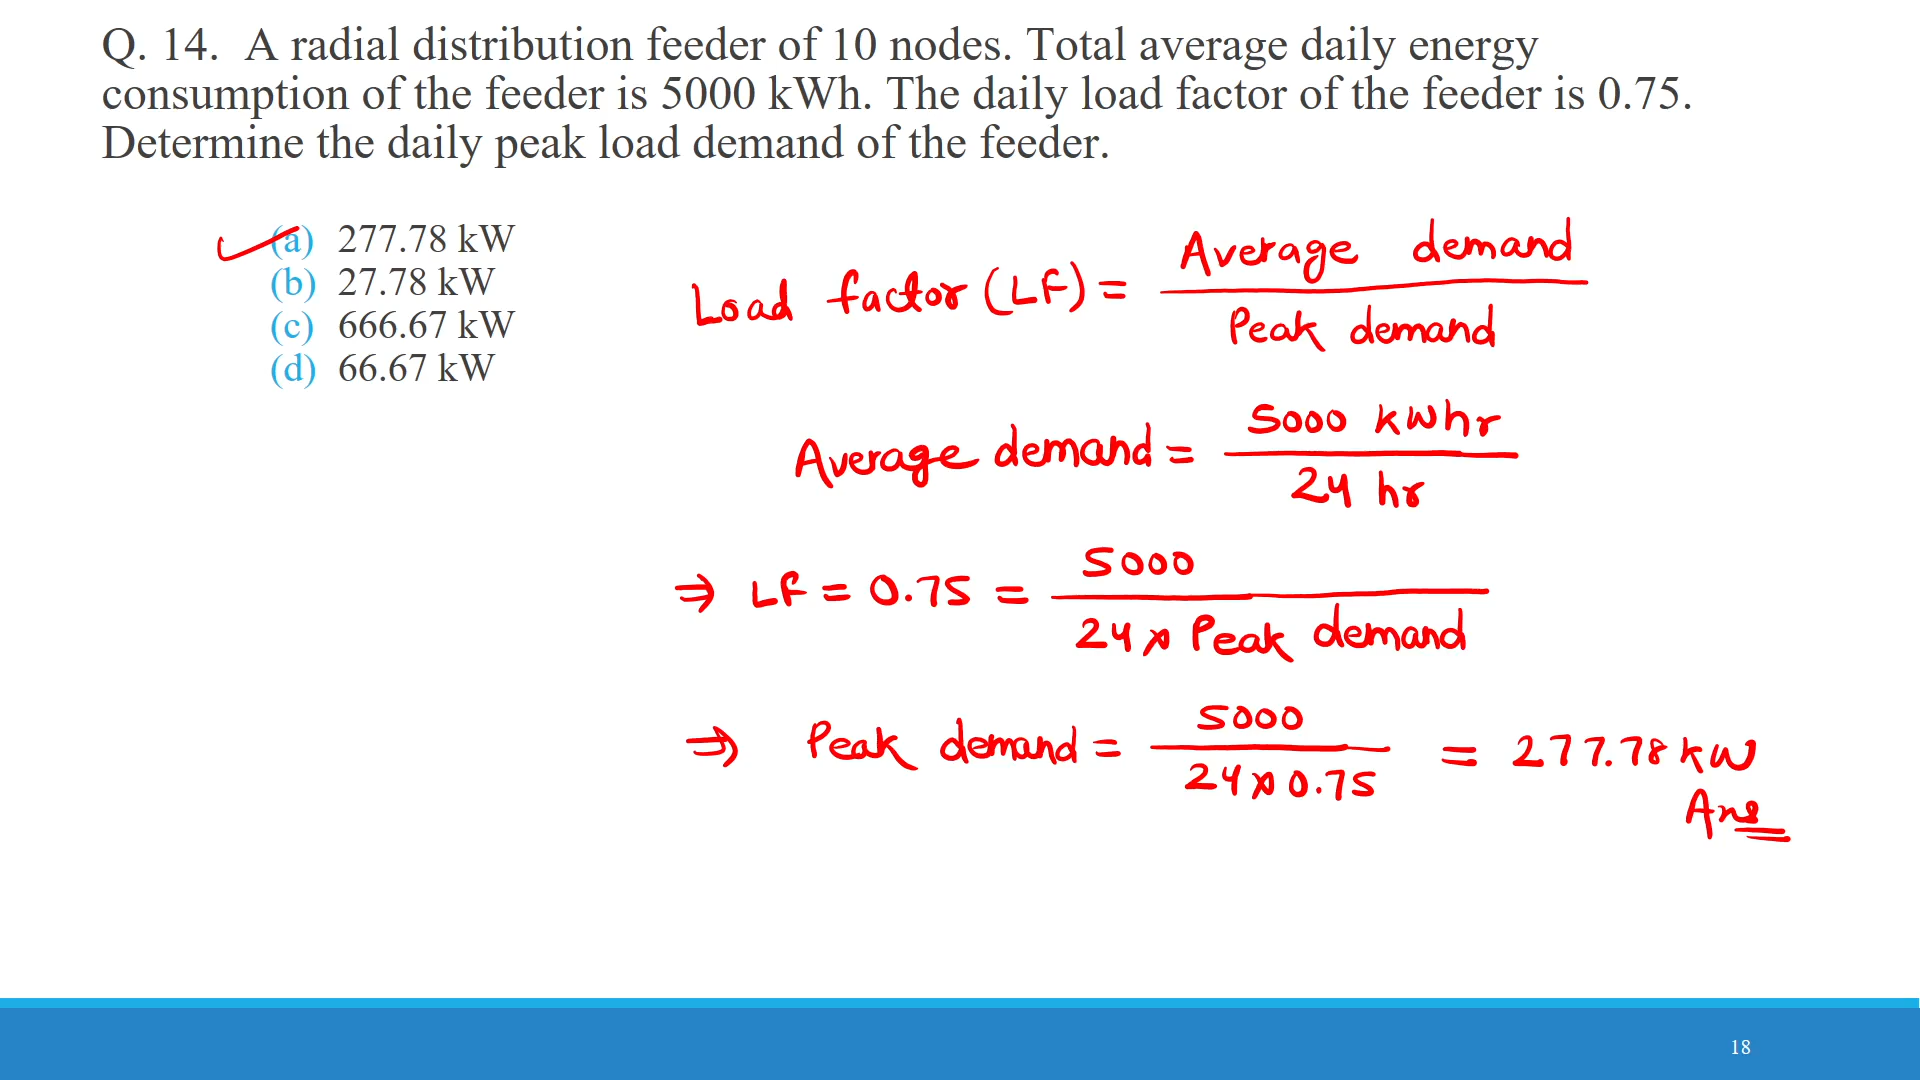 Q. 14. A radial distribution feeder of 10 nodes. Total average daily energy
consumption of the feeder is 5000 kWh. The daily load factor of the feeder is 0.75.
Determine the daily peak load demand of the feeder.
(a) 277.78 kW
(b) 27.78 kW
(c) 666.67 kW
(d) 66.67 kW
Load factor (LF) = Average demand / Peak demand
Average demand = 5000 kWhr / 24 hr
⇒ LF = 0.75 = 5000 / 24 × Peak demand
⇒ Peak demand = 5000 / 24 × 0.75 = 277.78 kW
Ans
18